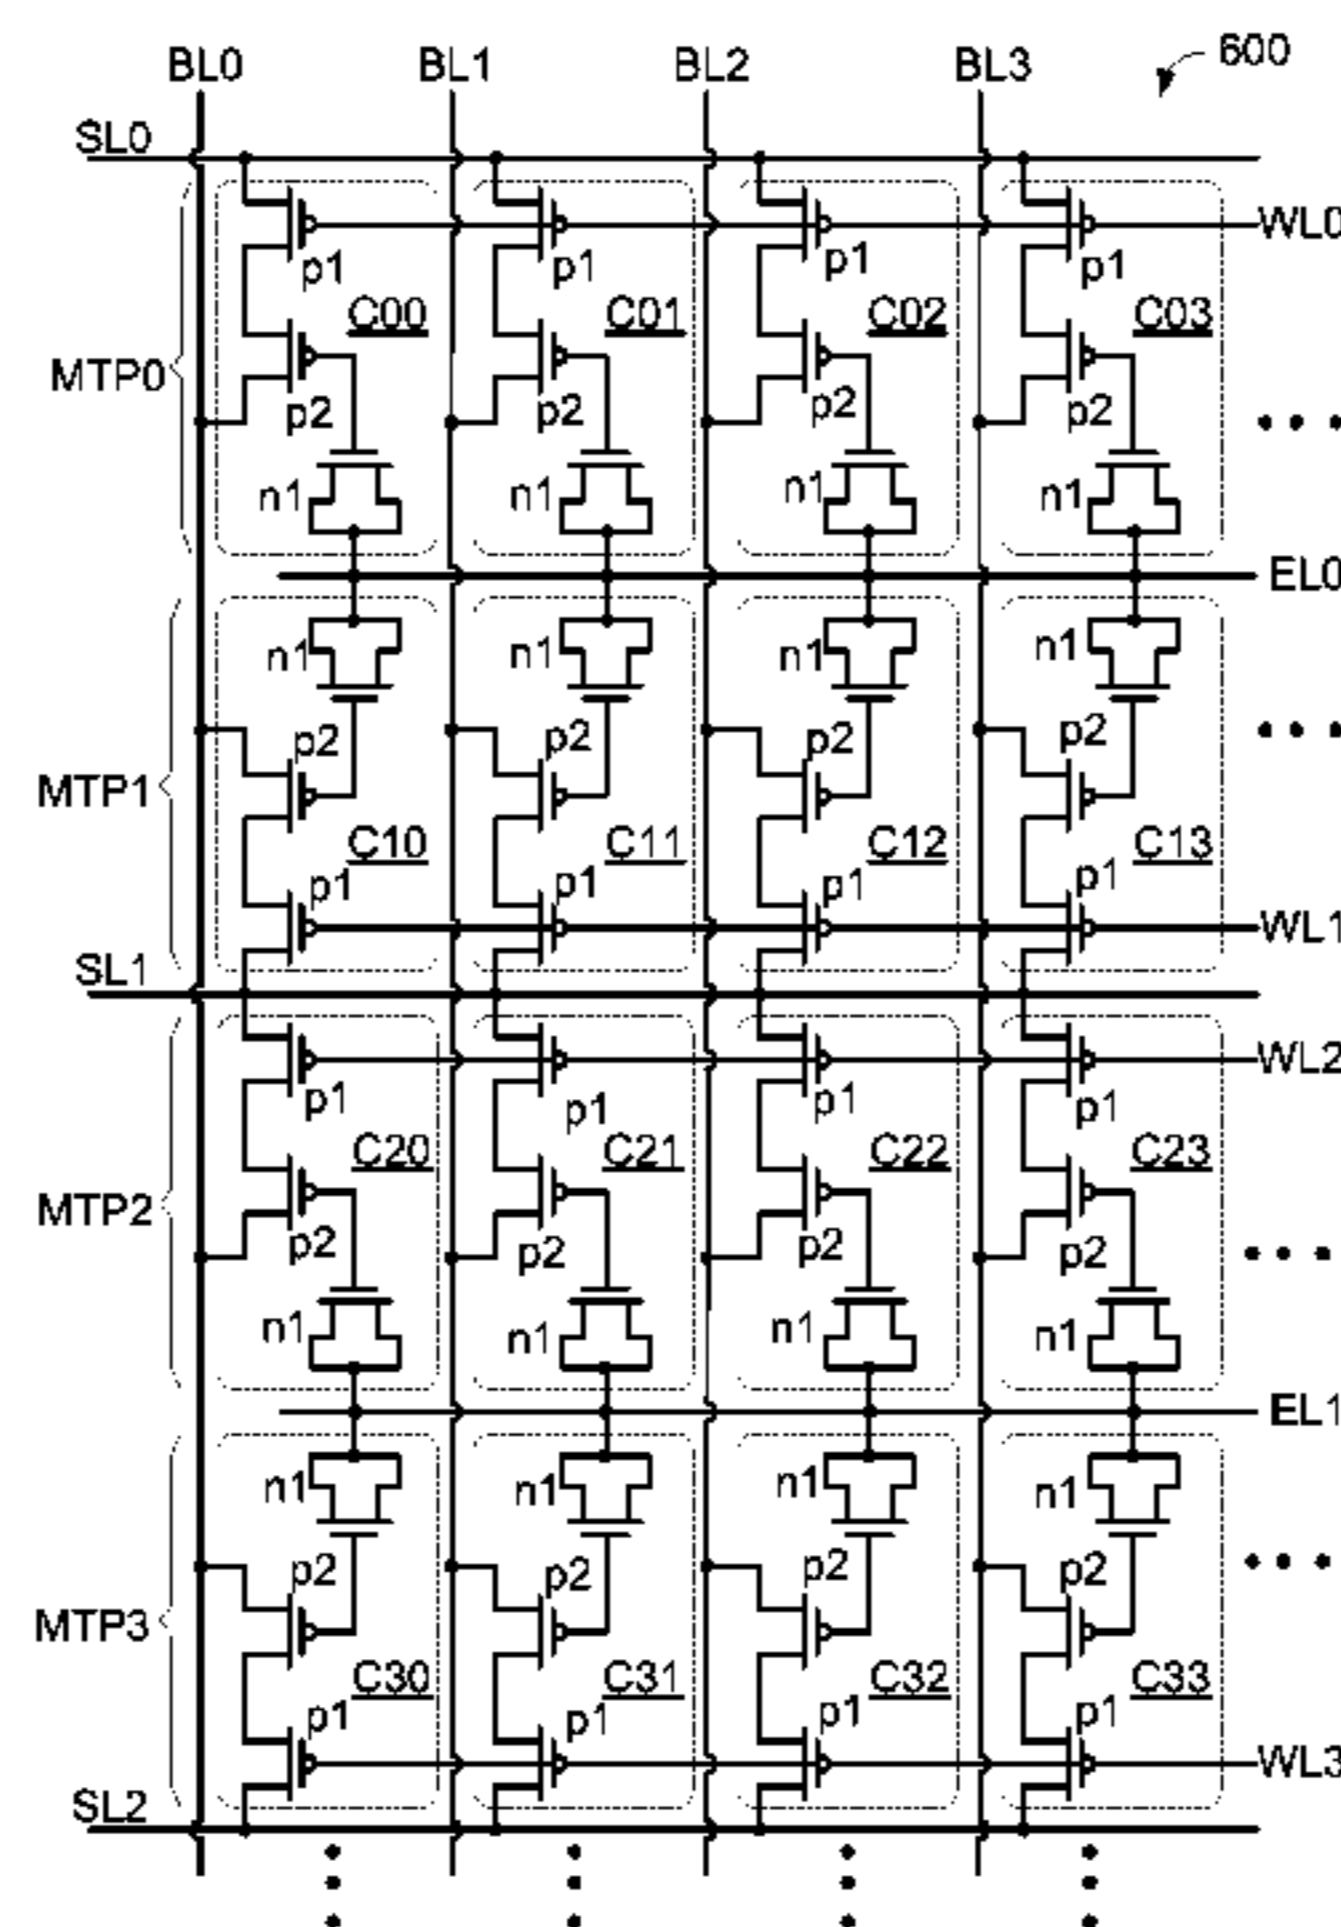 600
BL0 BL1 BL2 BL3
SL0
WL0
p1 p1 p1 p1
C00 C01 C02 C03
MTP0
p2 p2 p2 p2
n1 n1 n1 n1
EL0
n1 n1 n1 n1
p2 p2 p2 p2
MTP1
C10 C11 C12 C13
p1 p1 p1 p1
WL1
SL1
WL2
p1 p1 p1 p1
C20 C21 C22 C23
MTP2
p2 p2 p2 p2
n1 n1 n1 n1
EL1
n1 n1 n1 n1
p2 p2 p2 p2
MTP3
C30 C31 C32 C33
p1 p1 p1 p1
WL3
SL2